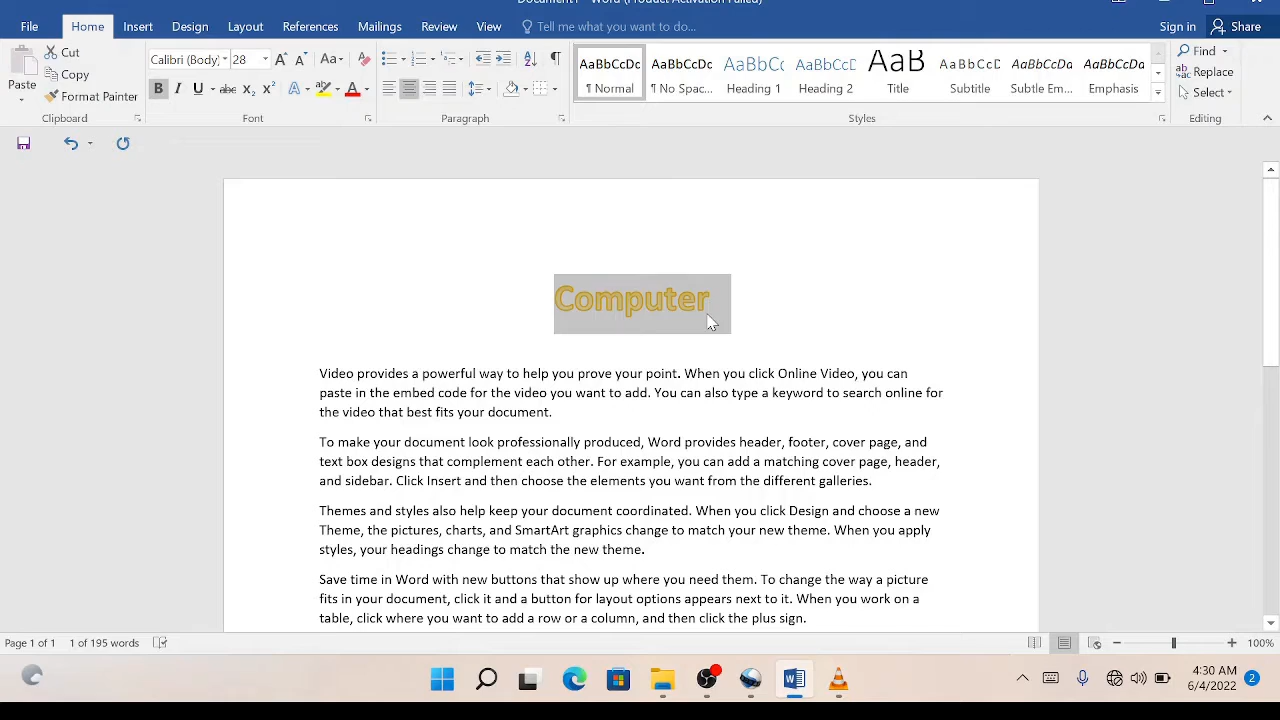 File Home Insert Design Layout References Mailings Review View Tell me what you want to do... Sign in Share
Cut
Copy
Format Painter
Paste
Clipboard
Calibri (Body) 28
Font
Paragraph
AaBbCcDc AaBbCcDc AaBbCc AaBbCcDc AaB AaBbCcDc AaBbCcDc AaBbCcDc
¶ Normal ¶ No Spac... Heading 1 Heading 2 Title Subtitle Subtle Em... Emphasis
Styles
Find
Replace
Select
Editing
Computer
Video provides a powerful way to help you prove your point. When you click Online Video, you can
paste in the embed code for the video you want to add. You can also type a keyword to search online for
the video that best fits your document.
To make your document look professionally produced, Word provides header, footer, cover page, and
text box designs that complement each other. For example, you can add a matching cover page, header,
and sidebar. Click Insert and then choose the elements you want from the different galleries.
Themes and styles also help keep your document coordinated. When you click Design and choose a new
Theme, the pictures, charts, and SmartArt graphics change to match your new theme. When you apply
styles, your headings change to match the new theme.
Save time in Word with new buttons that show up where you need them. To change the way a picture
fits in your document, click it and a button for layout options appears next to it. When you work on a
table, click where you want to add a row or a column, and then click the plus sign.
Page 1 of 1 1 of 195 words 100%
4:30 AM
6/4/2022 2